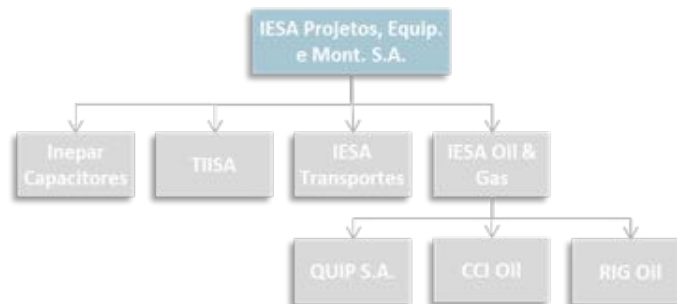 IESA Projetos, Equip.
e Mont. S.A.
Inepar
Capacitores
TIISA
IESA
Transportes
IESA Oil &
Gas
QUIP S.A.
CCI Oil
RIG Oil